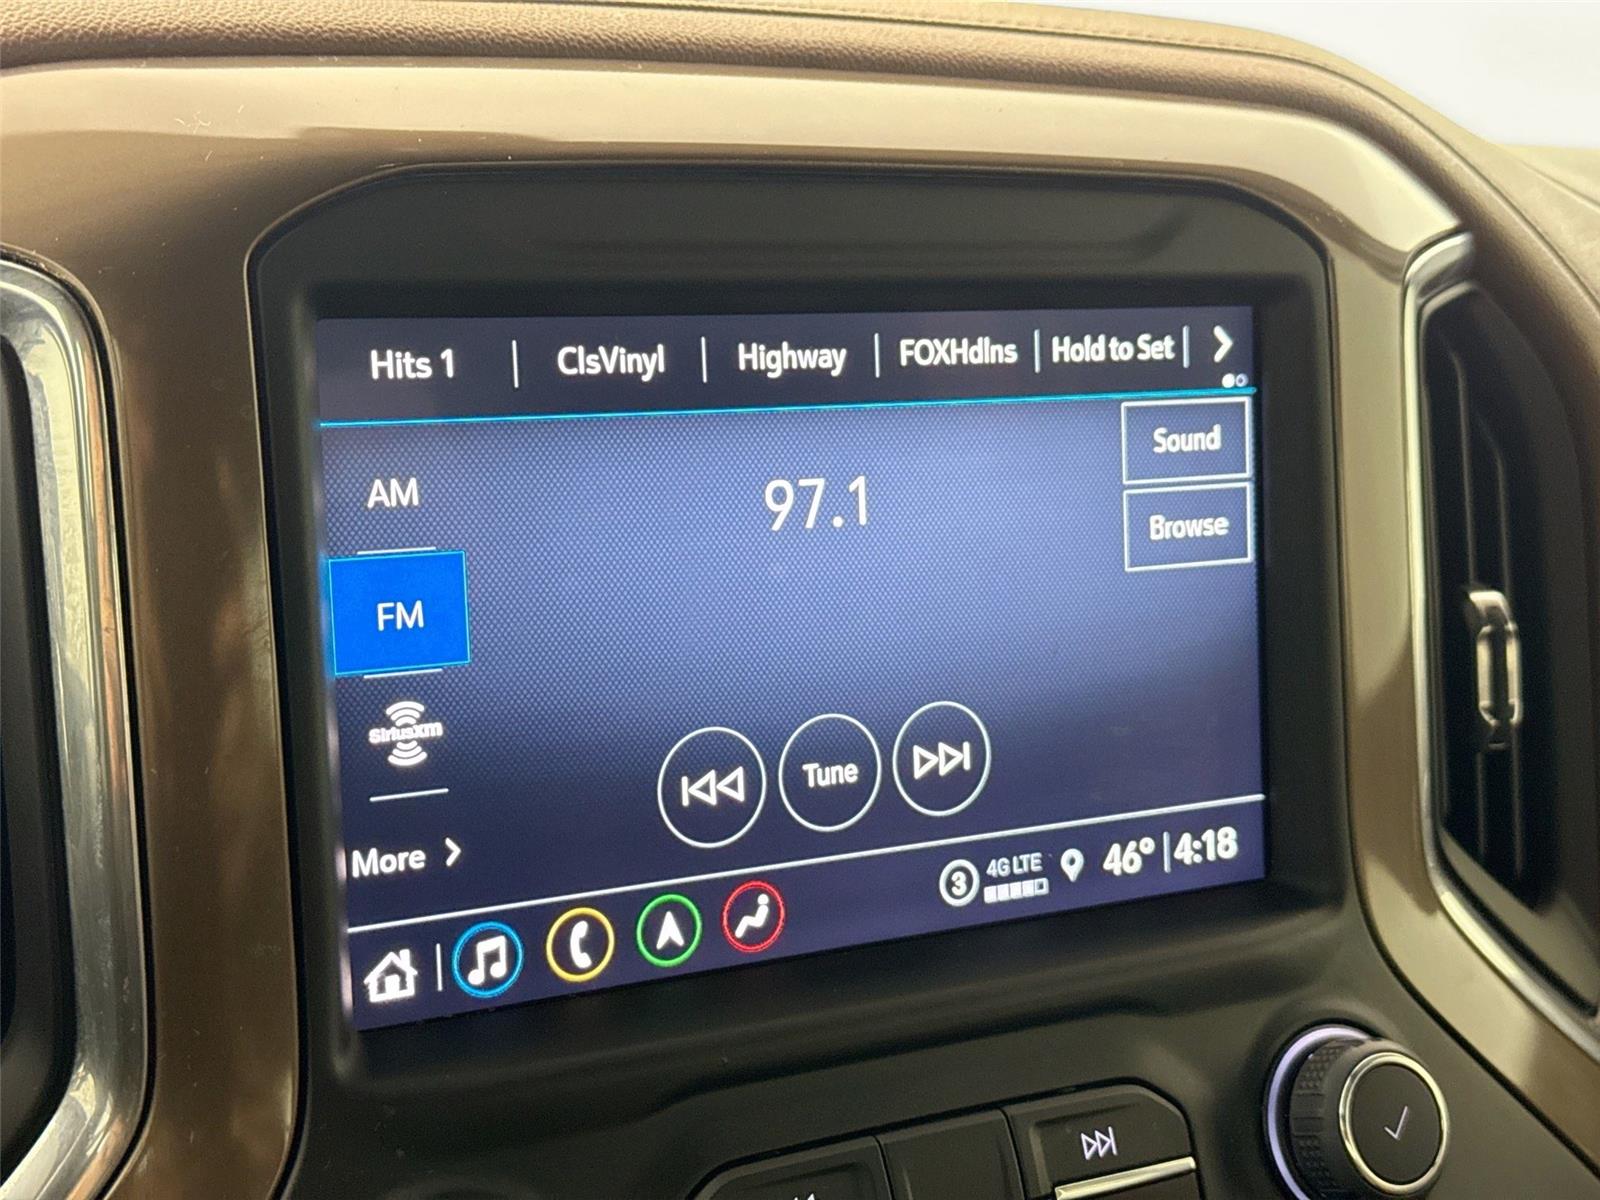 Hits 1 ClsVinyl Highway FOXHdlns Hold to Set
Sound
AM
97.1
Browse
FM
SiriusXm
Tune
More
3 4G LTE 46° 4:18